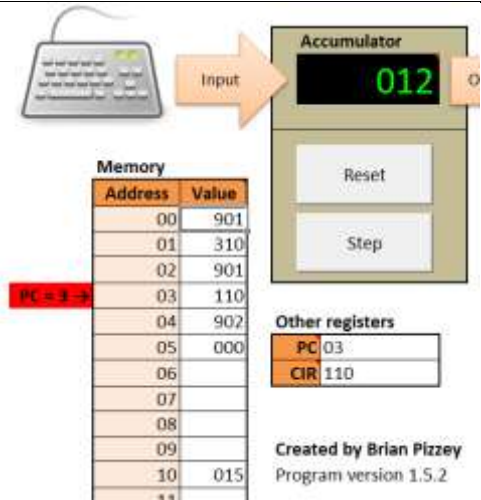 Input
Accumulator
012
Reset
Step
Memory
Address Value
00 901
01 310
02 901
PC = 3 → 03 110
04 902
05 000
06
07
08
09
10 015
Other registers
PC 03
CIR 110
Created by Brian Pizzey
Program version 1.5.2